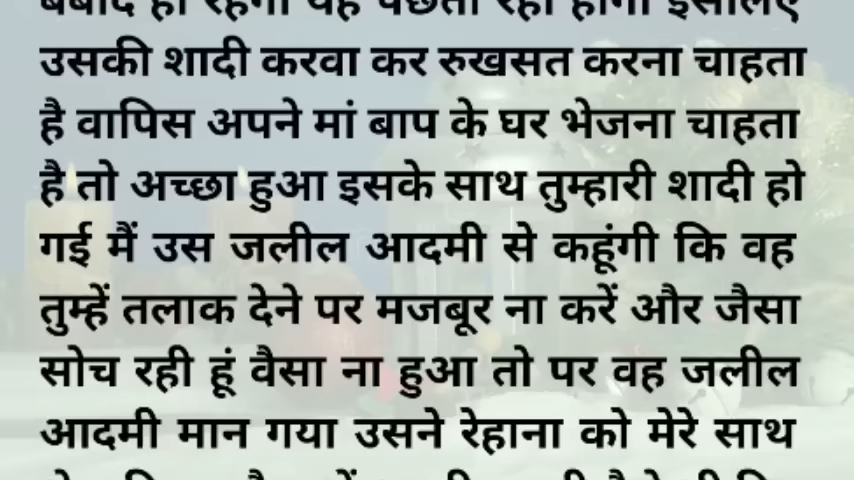 उसकी शादी करवा कर रुखसत करना चाहता
है वापिस अपने मां बाप के घर भेजना चाहता
है तो अच्छा हुआ इसके साथ तुम्हारी शादी हो
गई मैं उस जलील आदमी से कहूंगी कि वह
तुम्हें तलाक देने पर मजबूर ना करें और जैसा
सोच रही हूं वैसा ना हुआ तो पर वह जलील
आदमी मान गया उसने रेहाना को मेरे साथ